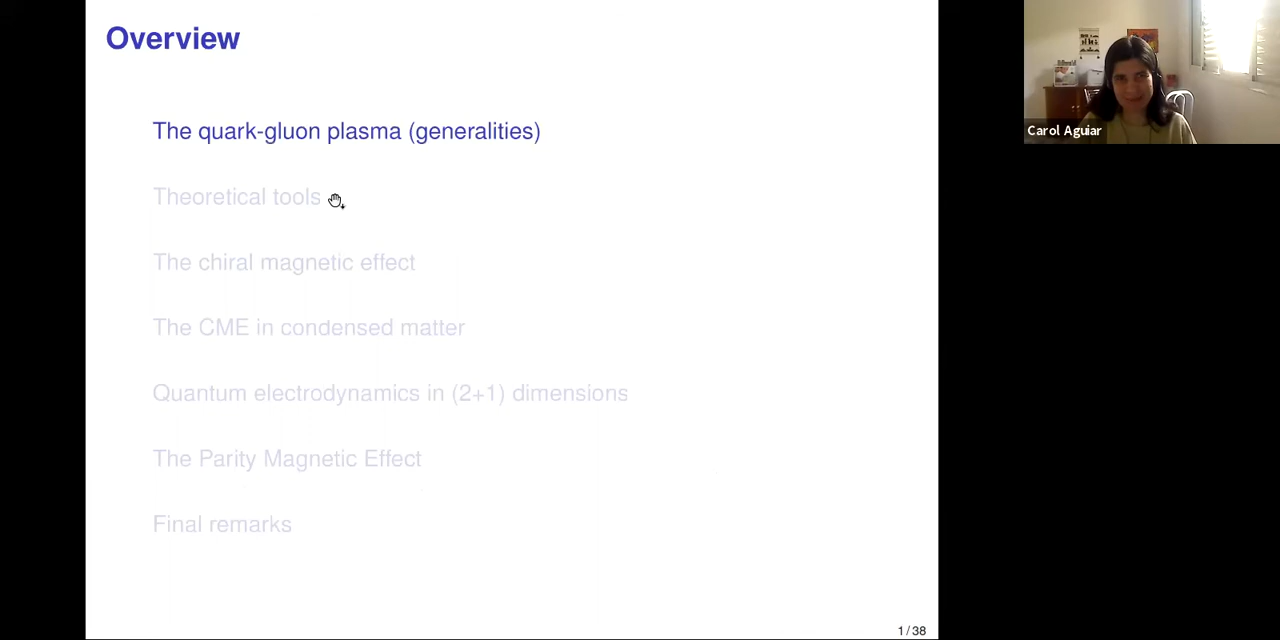 Overview
The quark-gluon plasma (generalities)
Theoretical tools
The chiral magnetic effect
The CME in condensed matter
Quantum electrodynamics in (2+1) dimensions
The Parity Magnetic Effect
Final remarks
1 / 38
Carol Aguiar